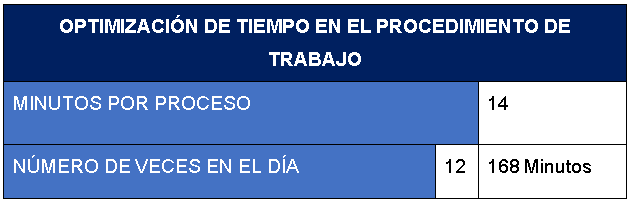 OPTIMIZACIÓN DE TIEMPO EN EL PROCEDIMIENTO DE
TRABAJO
MINUTOS POR PROCESO 14
NÚMERO DE VECES EN EL DÍA 12 168 Minutos